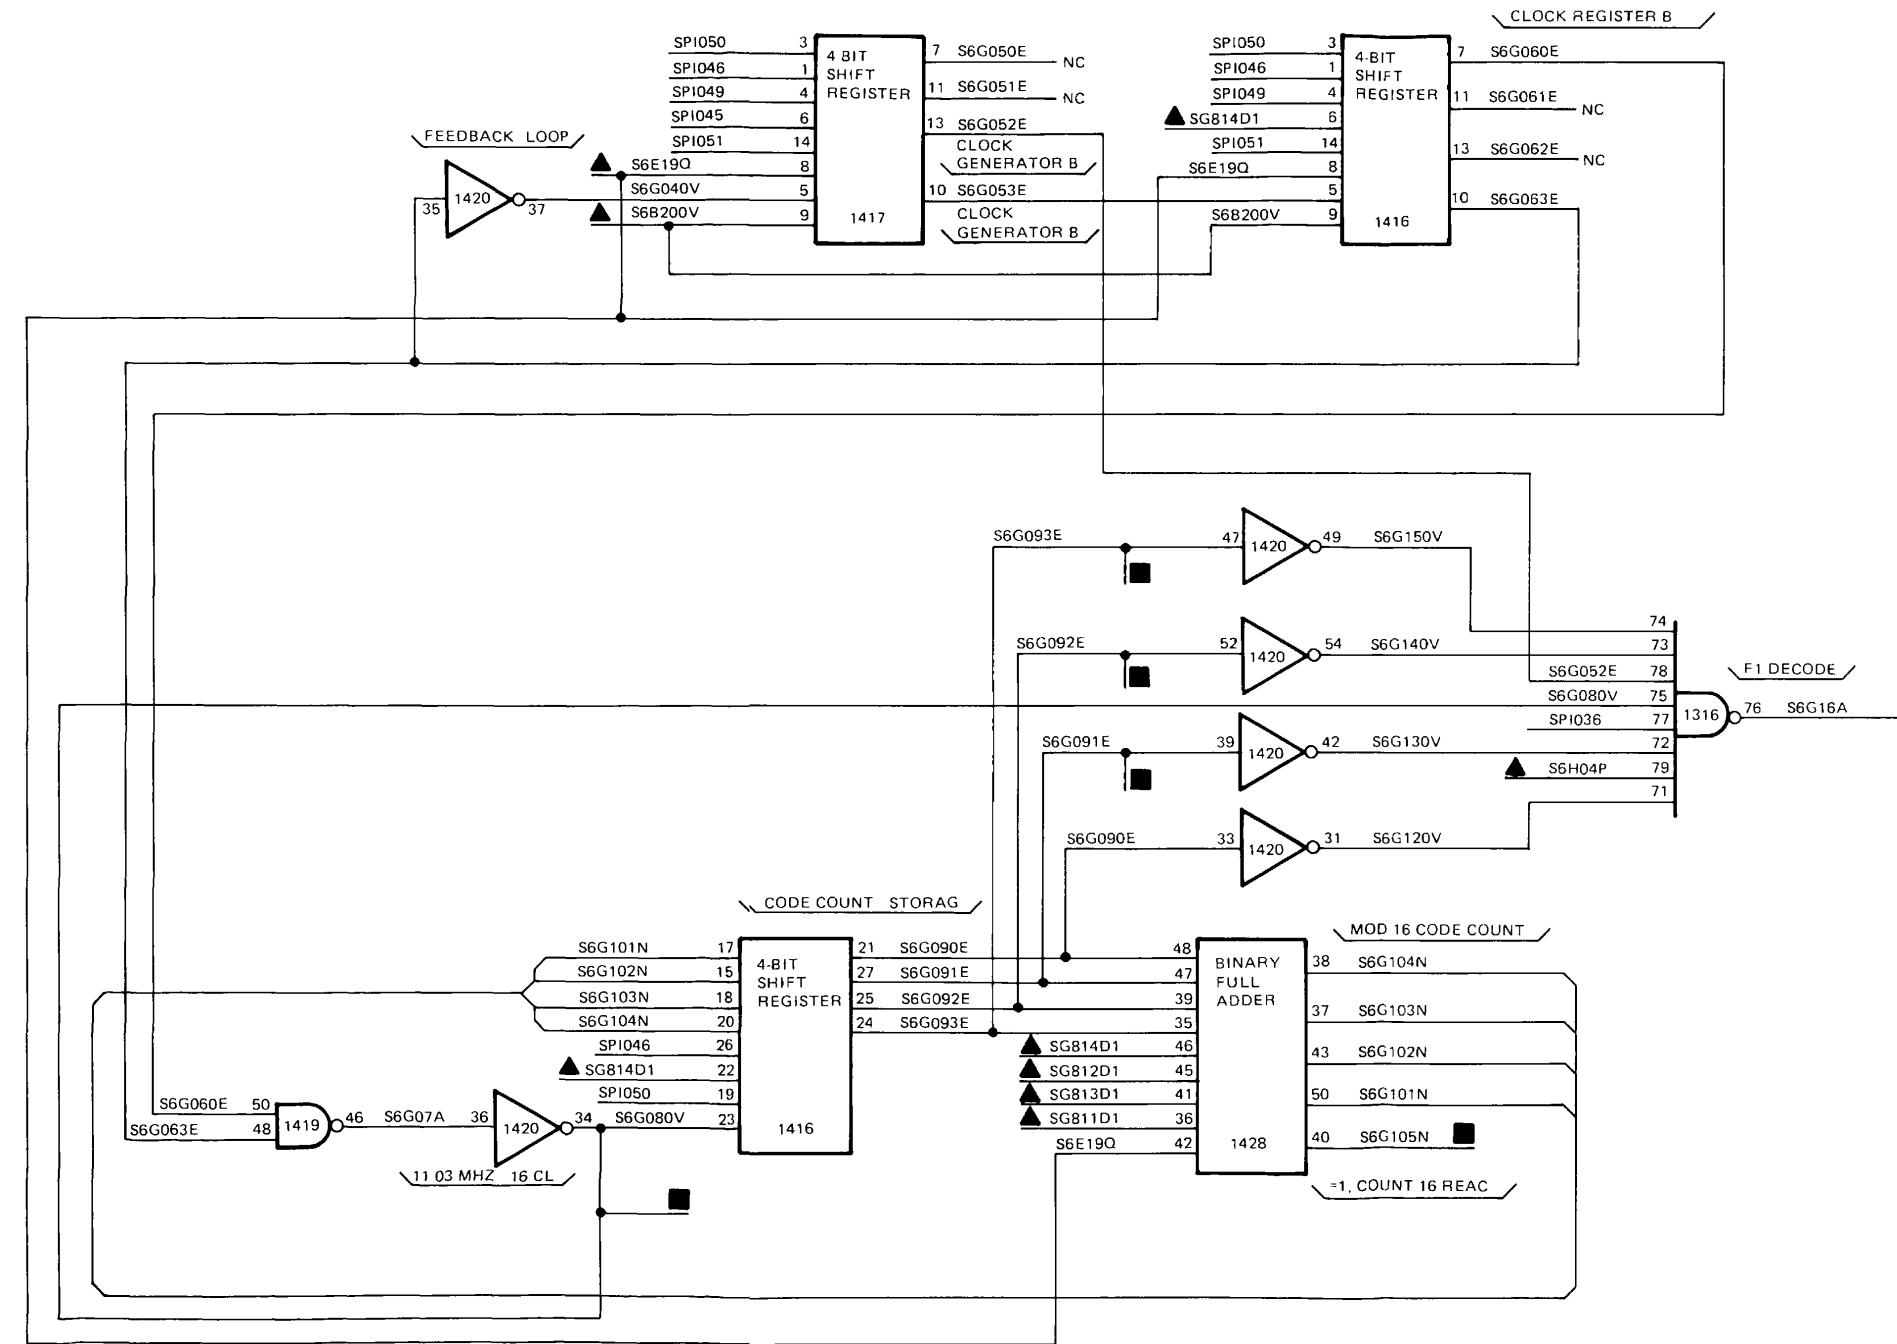 CLOCK REGISTER B
SPI050 3
SPI046 1
SPI049 4
SPI045 6
SPI051 14
S6E19Q 8
S6G040V 5
S6B200V 9
4 BIT
SHIFT
REGISTER
1417
7 S6G050E NC
11 S6G051E NC
13 S6G052E
CLOCK
GENERATOR B
10 S6G053E
CLOCK
GENERATOR B
FEEDBACK LOOP
35 1420 37
SPI050 3
SPI046 1
SPI049 4
SG814D1 6
SPI051 14
S6E19Q 8
5
S6B200V 9
4-BIT
SHIFT
REGISTER
1416
7 S6G060E
11 S6G061E NC
13 S6G062E NC
10 S6G063E
S6G093E 47 1420 49 S6G150V
S6G092E 52 1420 54 S6G140V
S6G091E 39 1420 42 S6G130V
S6G090E 33 1420 31 S6G120V
74
73
S6G052E 78
S6G080V 75
SPI036 77
72
S6H04P 79
71
F1 DECODE
1316 76 S6G16A
CODE COUNT STORAG
S6G101N 17
S6G102N 15
S6G103N 18
S6G104N 20
SPI046 26
SG814D1 22
SPI050 19
S6G080V 23
4-BIT
SHIFT
REGISTER
1416
21 S6G090E 48
27 S6G091E 47
25 S6G092E 39
24 S6G093E 35
SG814D1 46
SG812D1 45
SG813D1 41
SG811D1 36
S6E19Q 42
BINARY
FULL
ADDER
1428
MOD 16 CODE COUNT
38 S6G104N
37 S6G103N
43 S6G102N
50 S6G101N
40 S6G105N
=1, COUNT 16 REAC
S6G060E 50
S6G063E 48
1419 46 S6G07A 36 1420 34
11 03 MHZ 16 CL